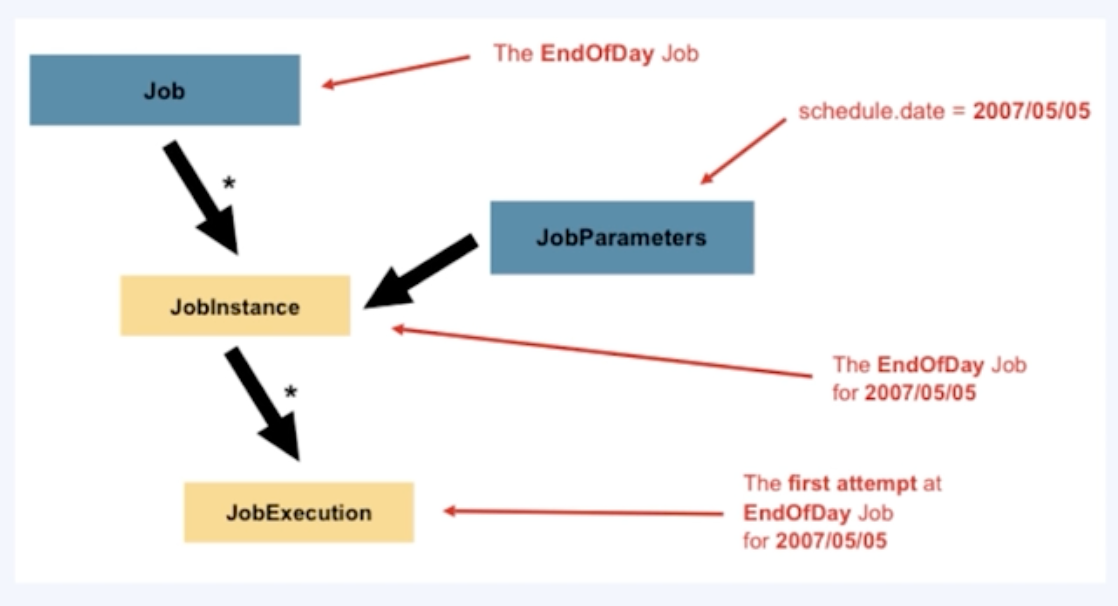 The EndOfDay Job
Job
schedule.date = 2007/05/05
*
JobParameters
JobInstance
The EndOfDay Job
for 2007/05/05
*
The first attempt at
EndOfDay Job
for 2007/05/05
JobExecution